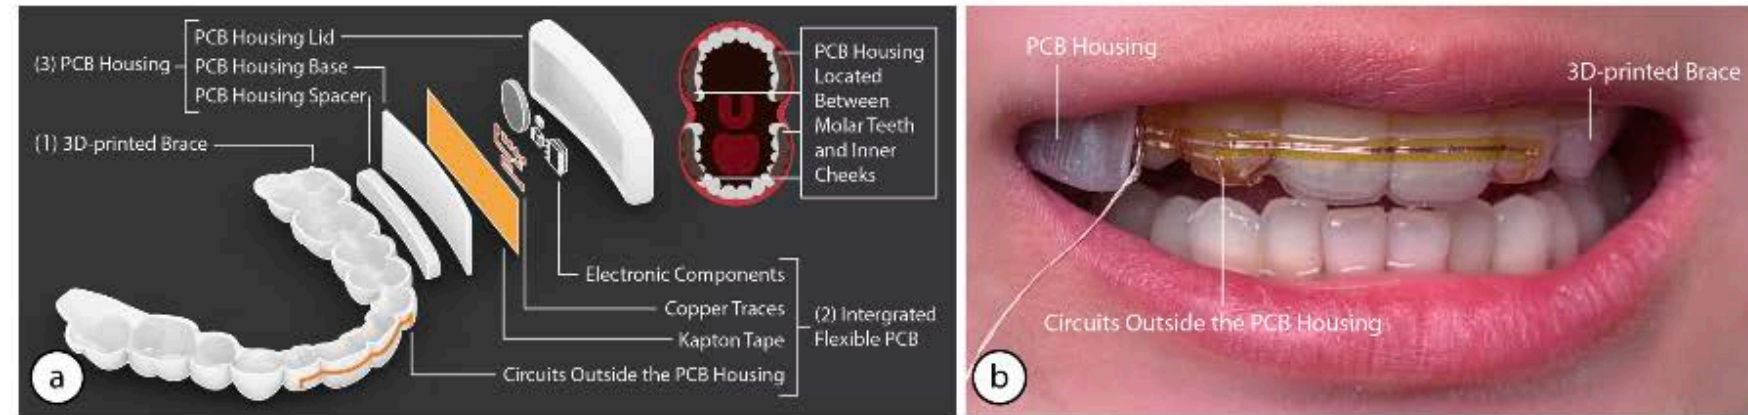 PCB Housing Lid
(3) PCB Housing
PCB Housing Base
PCB Housing Spacer
(1) 3D-printed Brace
PCB Housing
Located
Between
Molar Teeth
and Inner
Cheeks
Electronic Components
Copper Traces
(2) Intergrated
Flexible PCB
Kapton Tape
Circuits Outside the PCB Housing
a
PCB Housing
3D-printed Brace
Circuits Outside the PCB Housing
b